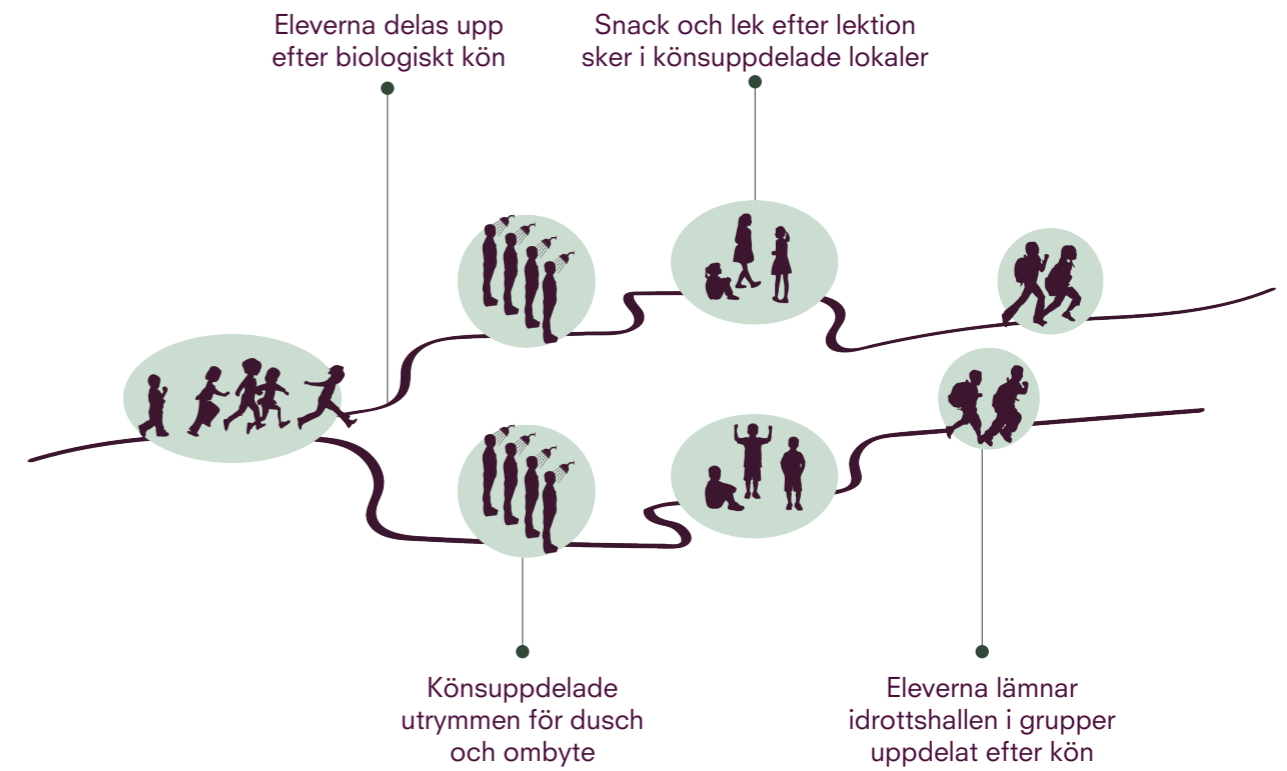 Eleverna delas upp
efter biologiskt kön
Snack och lek efter lektion
sker i könsuppdelade lokaler
Könsuppdelade
utrymmen för dusch
och ombyte
Eleverna lämnar
idrottshallen i grupper
uppdelat efter kön